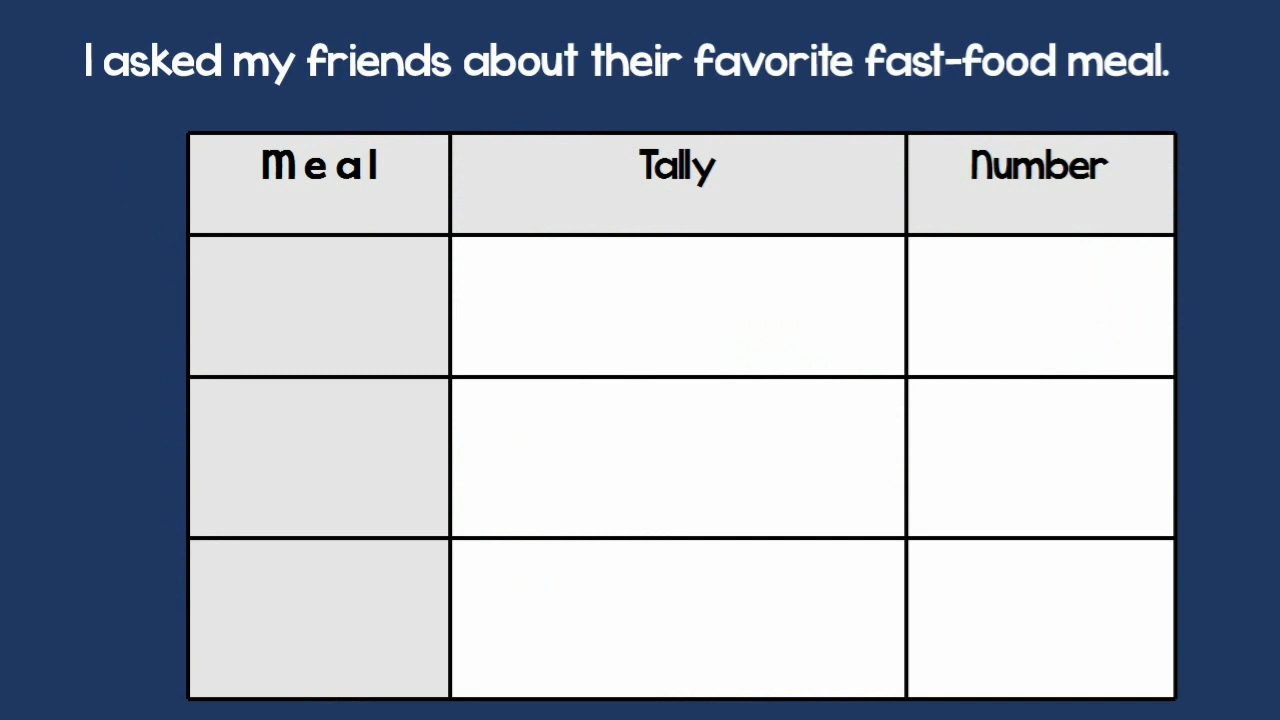 I asked my friends about their favorite fast-food meal.
Meal Tally Number